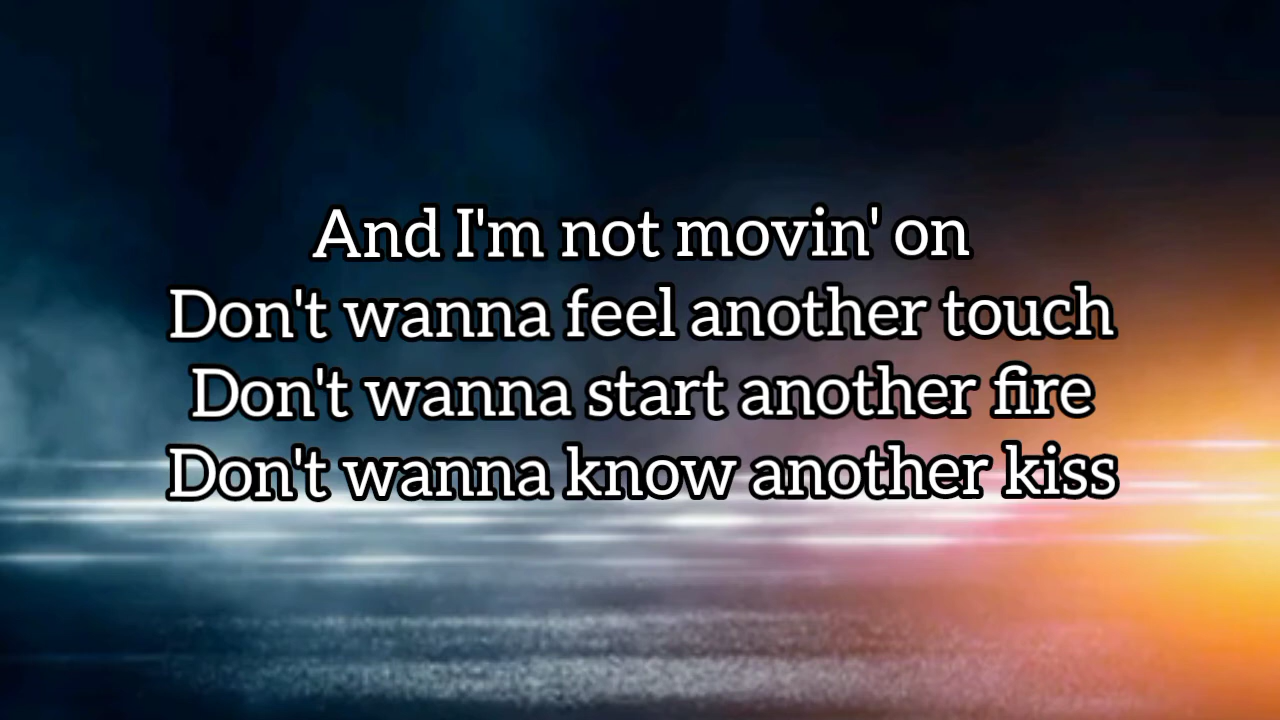 And I'm not movin' on
Don't wanna feel another touch
Don't wanna start another fire
Don't wanna know another kiss